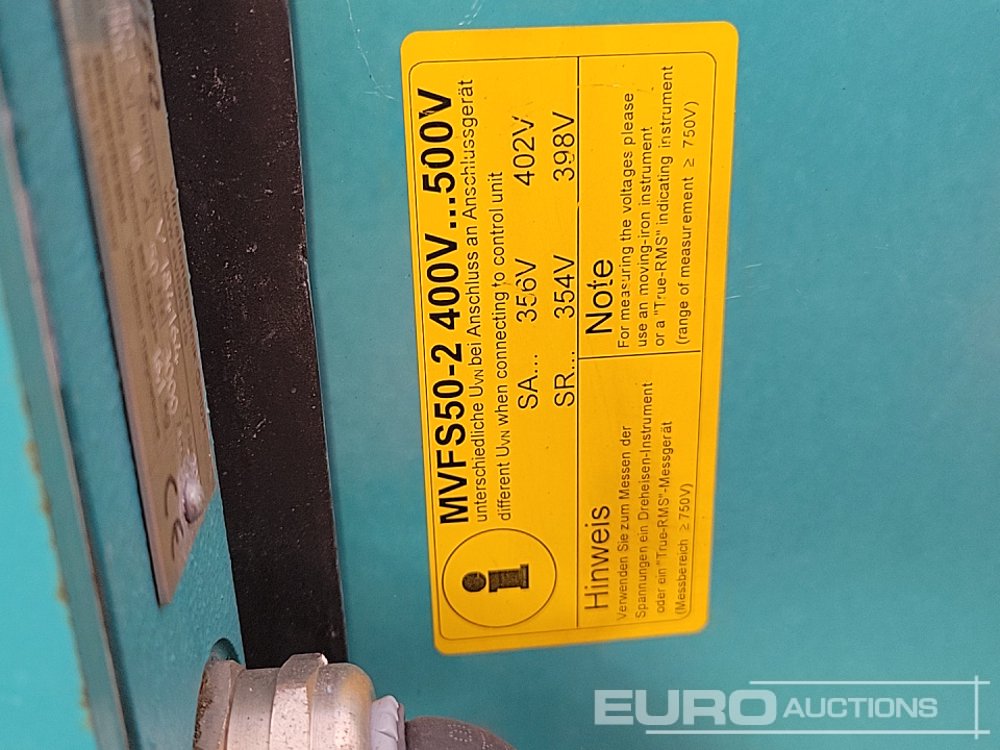 MVFS50-2 400V...500V
unterschiedliche UVN bei Anschluss an Anschlussgerät
different UVN when connecting to control unit
SA... 356V 402V
SR... 354V 398V
Hinweis
Verwenden Sie zum Messen der
Spannungen ein Dreheisen-Instrument
oder ein "True-RMS"-Messgerät
(Messbereich ≥ 750V)
Note
For measuring the voltages please
use an moving-iron instrument
or a "True-RMS" indicating instrument
(range of measurement ≥ 750V)
CE
EURO AUCTIONS